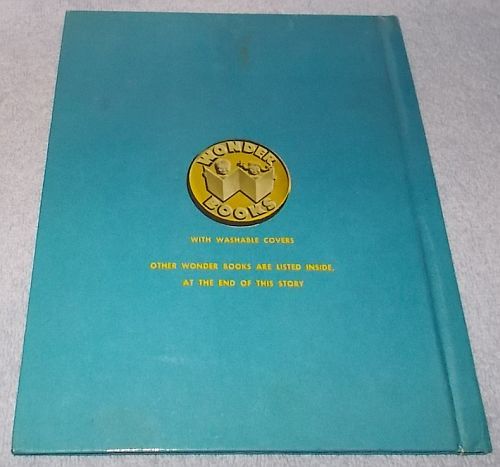 WONDER
BOOKS
WITH WASHABLE COVERS
OTHER WONDER BOOKS ARE LISTED INSIDE,
AT THE END OF THIS STORY